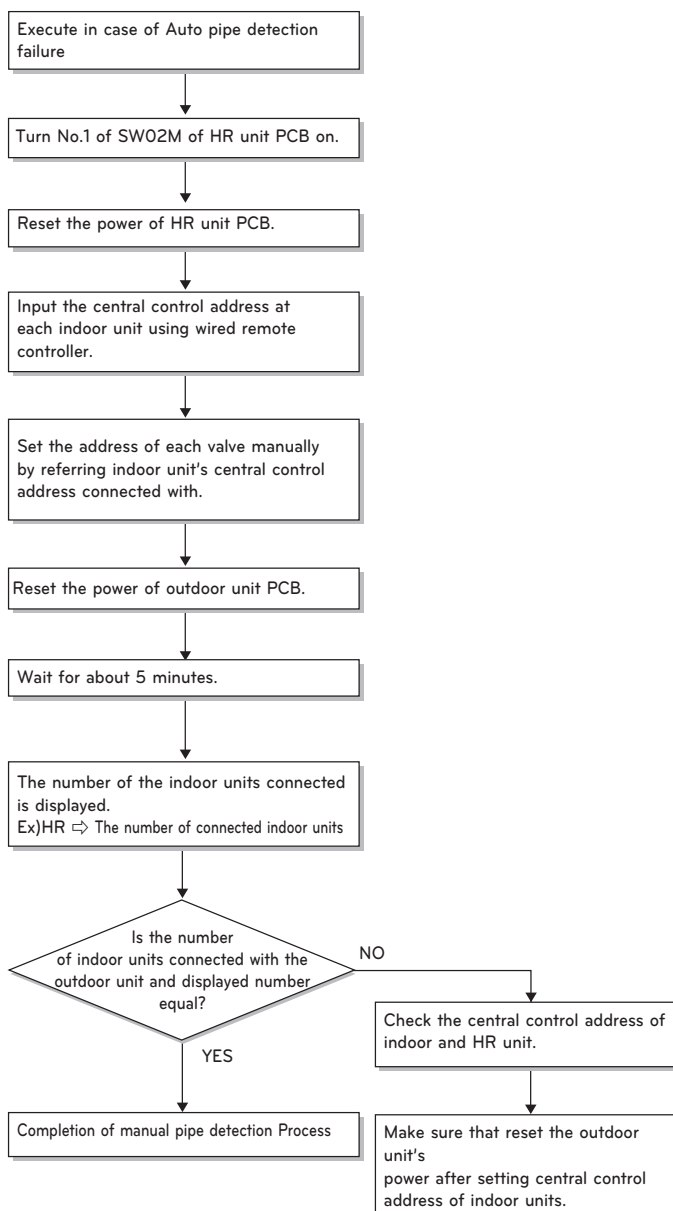 Execute in case of Auto pipe detection
failure
Turn No.1 of SW02M of HR unit PCB on.
Reset the power of HR unit PCB.
Input the central control address at
each indoor unit using wired remote
controller.
Set the address of each valve manually
by referring indoor unit's central control
address connected with.
Reset the power of outdoor unit PCB.
Wait for about 5 minutes.
The number of the indoor units connected
is displayed.
Ex)HR ⇨ The number of connected indoor units
Is the number
of indoor units connected with the
outdoor unit and displayed number
equal?
NO
YES
Check the central control address of
indoor and HR unit.
Completion of manual pipe detection Process
Make sure that reset the outdoor
unit's
power after setting central control
address of indoor units.